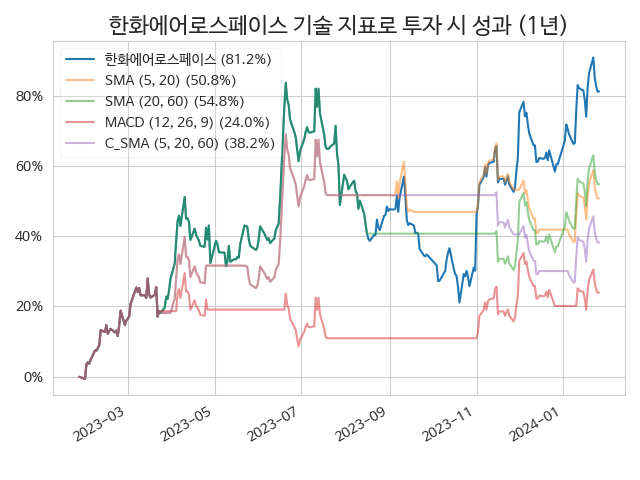 한화에어로스페이스 기술 지표로 투자 시 성과 (1년)
한화에어로스페이스 (81.2%)
SMA (5, 20) (50.8%)
SMA (20, 60) (54.8%)
MACD (12, 26, 9) (24.0%)
C_SMA (5, 20, 60) (38.2%)
80%
60%
40%
20%
0%
2023-03
2023-05
2023-07
2023-09
2023-11
2024-01